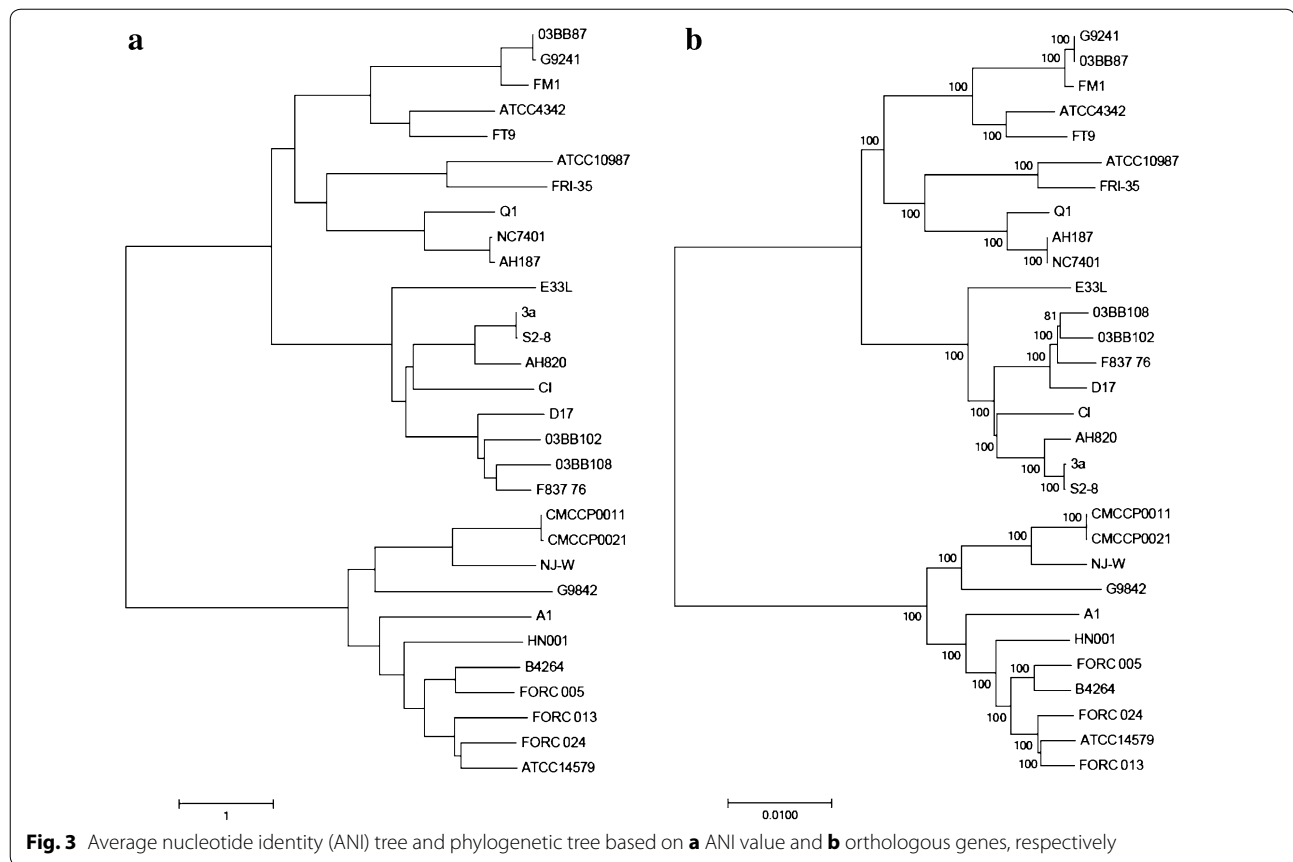 a
03BB87
G9241
FM1
ATCC4342
FT9
ATCC10987
FRI-35
Q1
NC7401
AH187
E33L
3a
S2-8
AH820
CI
D17
03BB102
03BB108
F837 76
CMCCP0011
CMCCP0021
NJ-W
G9842
A1
HN001
B4264
FORC 005
FORC 013
FORC 024
ATCC14579
1
b
100 G9241
100 03BB87
FM1
100
ATCC4342
100 FT9
100
100 ATCC10987
FRI-35
100
Q1
100 AH187
100 NC7401
E33L
100
81 03BB108
100 03BB102
F837 76
D17
100
CI
100
AH820
100 3a
100 S2-8
100 CMCCP0011
CMCCP0021
100
NJ-W
100
G9842
100
A1
100
HN001
100
100 FORC 005
B4264
100
FORC 024
100 ATCC14579
100 FORC 013
0.0100
Fig. 3 Average nucleotide identity (ANI) tree and phylogenetic tree based on a ANI value and b orthologous genes, respectively